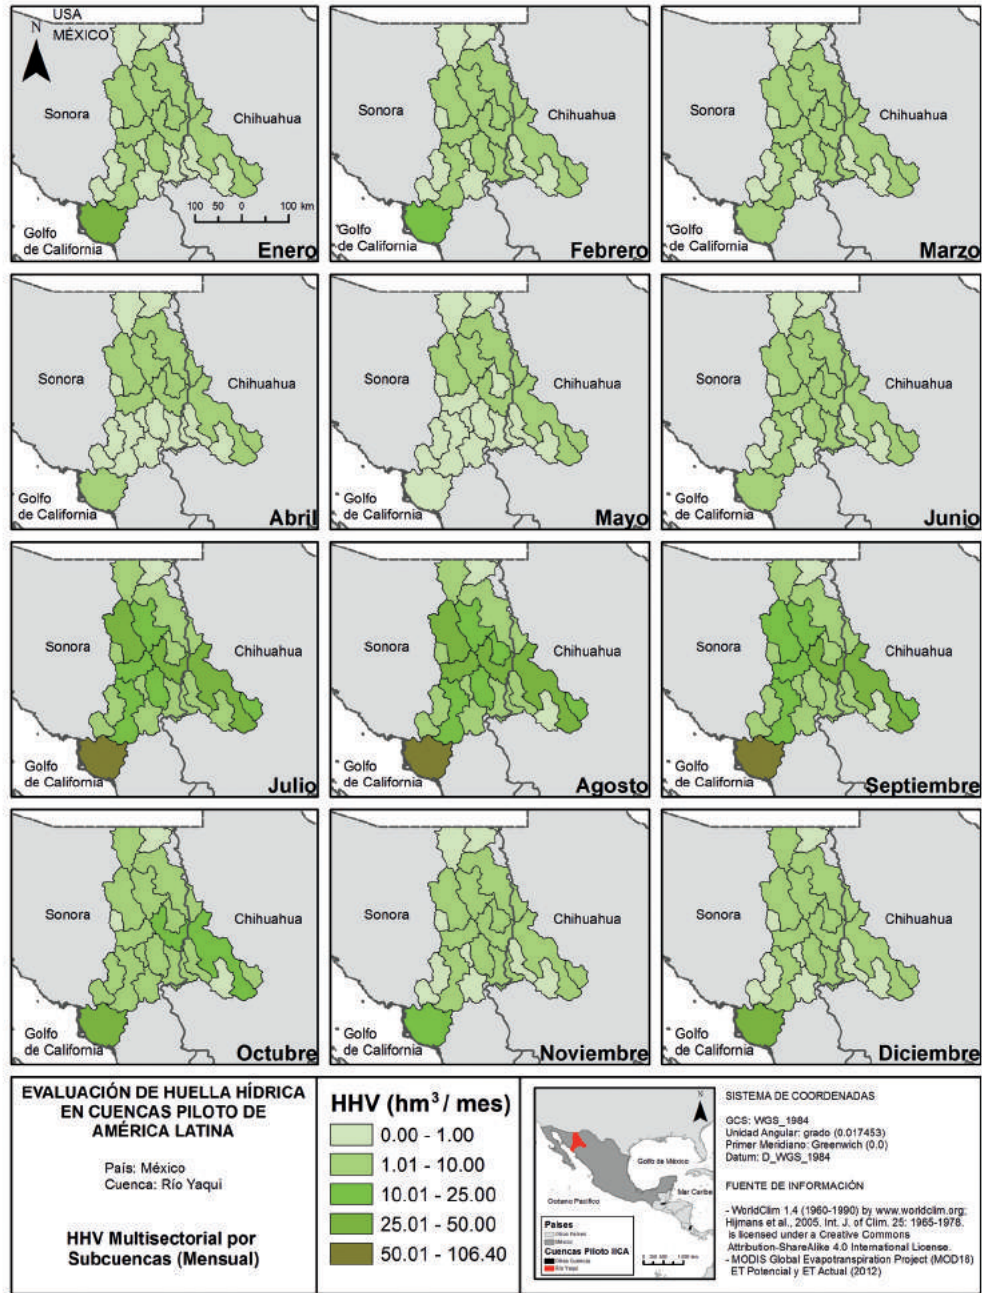 USA
MÉXICO
N
Sonora
Chihuahua
100 50 0 100 km
Golfo
de California
Enero
Sonora
Chihuahua
Golfo
de California
Febrero
Sonora
Chihuahua
Golfo
de California
Marzo
Sonora
Chihuahua
Golfo
de California
Abril
Sonora
Chihuahua
Golfo
de California
Mayo
Sonora
Chihuahua
Golfo
de California
Junio
Sonora
Chihuahua
Golfo
de California
Julio
Sonora
Chihuahua
Golfo
de California
Agosto
Sonora
Chihuahua
Golfo
de California
Septiembre
Sonora
Chihuahua
Golfo
de California
Octubre
Sonora
Chihuahua
Golfo
de California
Noviembre
Sonora
Chihuahua
Golfo
de California
Diciembre
EVALUACIÓN DE HUELLA HÍDRICA
EN CUENCAS PILOTO DE
AMÉRICA LATINA
País: México
Cuenca: Río Yaqui
HHV Multisectorial por
Subcuencas (Mensual)
HHV (hm³ / mes)
0.00 - 1.00
1.01 - 10.00
10.01 - 25.00
25.01 - 50.00
50.01 - 106.40
N
Golfo de México
Océano Pacífico
Mar Caribe
Países
Otros Países
México
Cuencas Piloto IICA
Otras Cuencas
Río Yaqui
SISTEMA DE COORDENADAS
GCS: WGS_1984
Unidad Angular: grado (0.017453)
Primer Meridiano: Greenwich (0.0)
Datum: D_WGS_1984
FUENTE DE INFORMACIÓN
- WorldClim 1.4 (1960-1990) by www.worldclim.org;
Hijmans et al., 2005. Int. J. of Clim. 25: 1965-1978.
is licensed under a Creative Commons
Attribution-ShareAlike 4.0 International License.
- MODIS Global Evapotranspiration Project (MOD16)
ET Potencial y ET Actual (2012)